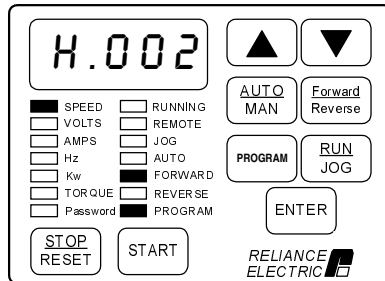 H.002
AUTO
MAN
Forward
Reverse
SPEED
RUNNING
VOLTS
REMOTE
AMPS
JOG
Hz
AUTO
Kw
FORWARD
TORQUE
REVERSE
Password
PROGRAM
PROGRAM
RUN
JOG
ENTER
STOP
RESET
START
RELIANCE
ELECTRIC